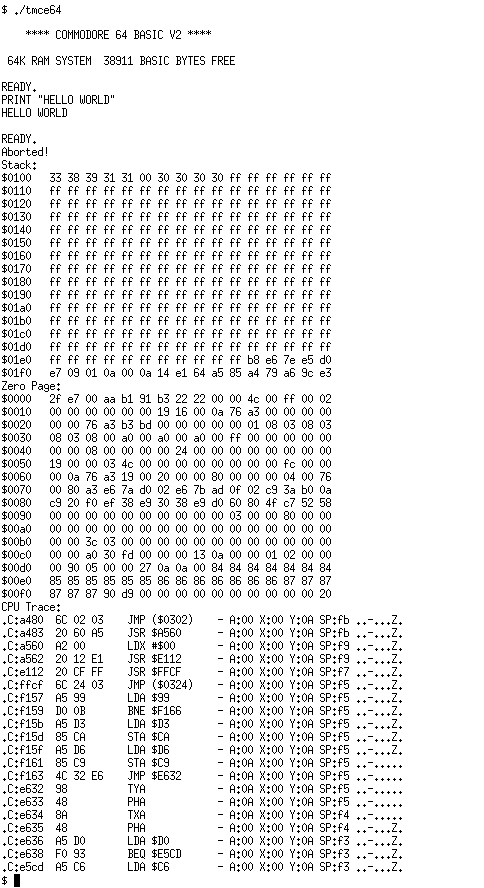 $ ./tmce64
**** COMMODORE 64 BASIC V2 ****
64K RAM SYSTEM  38911 BASIC BYTES FREE
READY.
PRINT "HELLO WORLD"
HELLO WORLD
READY.
Aborted!
Stack:
$0100   33 38 39 31 31 00 30 30 30 30 ff ff ff ff ff ff
$0110   ff ff ff ff ff ff ff ff ff ff ff ff ff ff ff ff
$0120   ff ff ff ff ff ff ff ff ff ff ff ff ff ff ff ff
$0130   ff ff ff ff ff ff ff ff ff ff ff ff ff ff ff ff
$0140   ff ff ff ff ff ff ff ff ff ff ff ff ff ff ff ff
$0150   ff ff ff ff ff ff ff ff ff ff ff ff ff ff ff ff
$0160   ff ff ff ff ff ff ff ff ff ff ff ff ff ff ff ff
$0170   ff ff ff ff ff ff ff ff ff ff ff ff ff ff ff ff
$0180   ff ff ff ff ff ff ff ff ff ff ff ff ff ff ff ff
$0190   ff ff ff ff ff ff ff ff ff ff ff ff ff ff ff ff
$01a0   ff ff ff ff ff ff ff ff ff ff ff ff ff ff ff ff
$01b0   ff ff ff ff ff ff ff ff ff ff ff ff ff ff ff ff
$01c0   ff ff ff ff ff ff ff ff ff ff ff ff ff ff ff ff
$01d0   ff ff ff ff ff ff ff ff ff ff ff ff ff ff ff ff
$01e0   ff ff ff ff ff ff ff ff ff ff ff b8 e6 7e e5 d0
$01f0   e7 09 01 0a 00 0a 14 e1 64 a5 85 a4 79 a6 9c e3
Zero Page:
$0000   2f e7 00 aa b1 91 b3 22 22 00 00 4c 00 ff 00 02
$0010   00 00 00 00 00 00 19 16 00 0a 76 a3 00 00 00 00
$0020   00 00 76 a3 b3 bd 00 00 00 00 00 01 08 03 08 03
$0030   08 03 08 00 a0 00 a0 00 a0 00 ff 00 00 00 00 00
$0040   00 00 08 00 00 00 00 24 00 00 00 00 00 00 00 00
$0050   19 00 00 03 4c 00 00 00 00 00 00 00 00 fc 00 00
$0060   00 0a 76 a3 19 00 20 00 00 80 00 00 00 04 00 76
$0070   00 80 a3 e6 7a d0 02 e6 7b ad 0f 02 c9 3a b0 0a
$0080   c9 20 f0 ef 38 e9 30 38 e9 d0 60 80 4f c7 52 58
$0090   00 00 00 00 00 00 00 00 00 00 03 00 00 80 00 00
$00a0   00 00 00 00 00 00 00 00 00 00 00 00 00 00 00 00
$00b0   00 00 3c 03 00 00 00 00 00 00 00 00 00 00 00 00
$00c0   00 00 a0 30 fd 00 00 00 13 0a 00 00 01 02 00 00
$00d0   00 90 05 00 00 27 0a 0a 00 84 84 84 84 84 84 84
$00e0   85 85 85 85 85 85 86 86 86 86 86 86 86 87 87 87
$00f0   87 87 87 90 d9 00 00 00 00 00 00 00 00 00 00 20
CPU Trace:
.C:a480  6C 02 03    JMP ($0302)    - A:00 X:00 Y:0A SP:fb ..-...Z.
.C:a483  20 60 A5    JSR $A560      - A:00 X:00 Y:0A SP:fb ..-...Z.
.C:a560  A2 00       LDX #$00       - A:00 X:00 Y:0A SP:f9 ..-...Z.
.C:a562  20 12 E1    JSR $E112      - A:00 X:00 Y:0A SP:f9 ..-...Z.
.C:e112  20 CF FF    JSR $FFCF      - A:00 X:00 Y:0A SP:f7 ..-...Z.
.C:ffcf  6C 24 03    JMP ($0324)    - A:00 X:00 Y:0A SP:f5 ..-...Z.
.C:f157  A5 99       LDA $99        - A:00 X:00 Y:0A SP:f5 ..-...Z.
.C:f159  D0 0B       BNE $F166      - A:00 X:00 Y:0A SP:f5 ..-...Z.
.C:f15b  A5 D3       LDA $D3        - A:00 X:00 Y:0A SP:f5 ..-...Z.
.C:f15d  85 CA       STA $CA        - A:00 X:00 Y:0A SP:f5 ..-...Z.
.C:f15f  A5 D6       LDA $D6        - A:0A X:00 Y:0A SP:f5 ..-.....
.C:f161  85 C9       STA $C9        - A:0A X:00 Y:0A SP:f5 ..-.....
.C:f163  4C 32 E6    JMP $E632      - A:0A X:00 Y:0A SP:f5 ..-.....
.C:e632  98          TYA            - A:0A X:00 Y:0A SP:f5 ..-.....
.C:e633  48          PHA            - A:0A X:00 Y:0A SP:f5 ..-.....
.C:e634  8A          TXA            - A:00 X:00 Y:0A SP:f4 ..-...Z.
.C:e635  48          PHA            - A:00 X:00 Y:0A SP:f4 ..-...Z.
.C:e636  A5 D0       LDA $D0        - A:00 X:00 Y:0A SP:f3 ..-...Z.
.C:e638  F0 93       BEQ $E5CD      - A:00 X:00 Y:0A SP:f3 ..-...Z.
.C:e5cd  A5 C6       LDA $C6        - A:00 X:00 Y:0A SP:f3 ..-...Z.
$